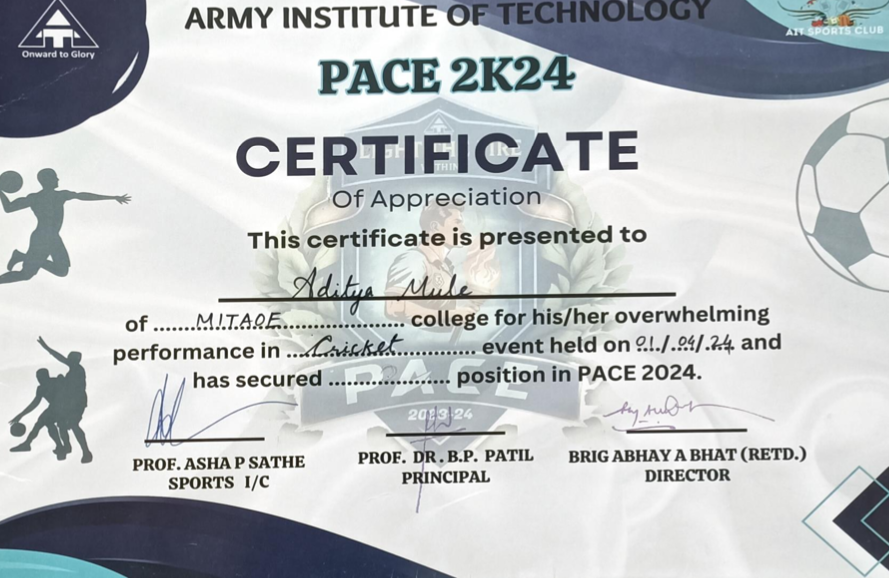 ARMY INSTITUTE OF TECHNOLOGY
Onward to Glory
AIT SPORTS CLUB
PACE 2K24
CERTIFICATE
Of Appreciation
This certificate is presented to
Aditya Mule
of ......MITAOE........................ college for his/her overwhelming
performance in ....Cricket.............. event held on 01./.04/.24 and
has secured .................... position in PACE 2024.
PACE
2023-24
PROF. ASHA P SATHE PROF. DR. B.P. PATIL BRIG ABHAY A BHAT (RETD.)
SPORTS I/C PRINCIPAL DIRECTOR